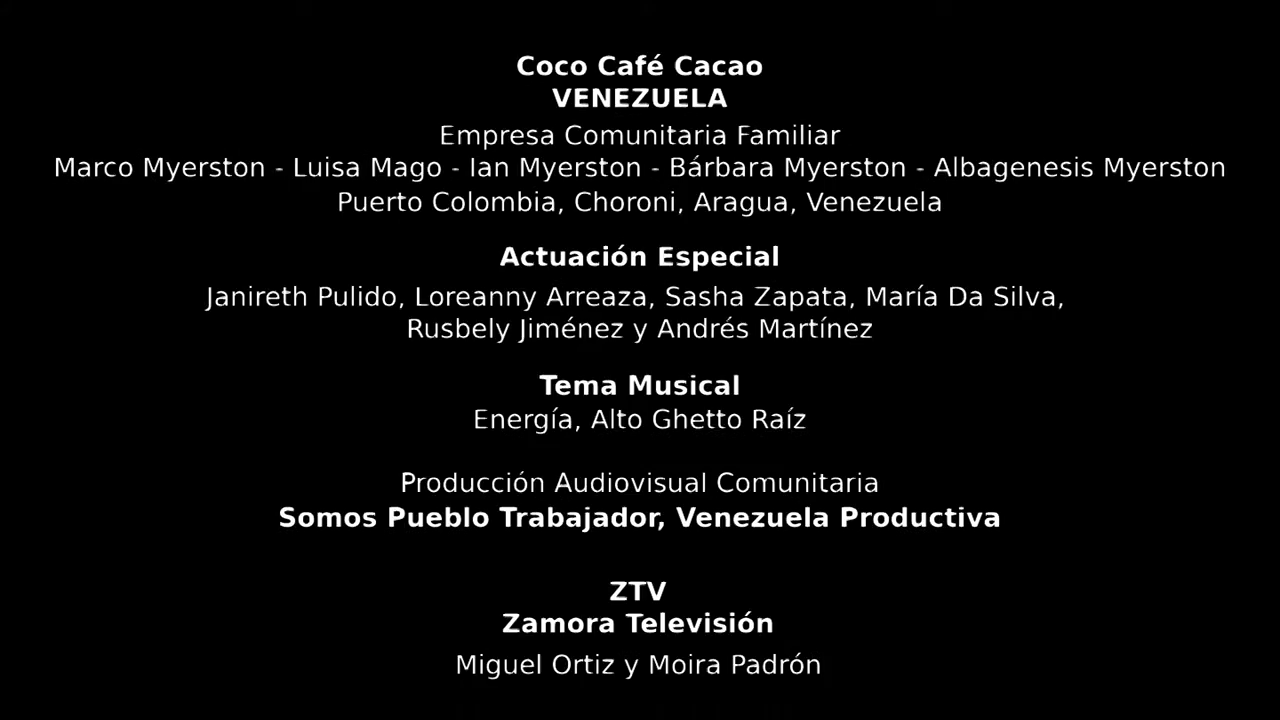 Coco Café Cacao
VENEZUELA
Empresa Comunitaria Familiar
Marco Myerston - Luisa Mago - Ian Myerston - Bárbara Myerston - Albagenesis Myerston
Puerto Colombia, Choroni, Aragua, Venezuela
Actuación Especial
Janireth Pulido, Loreanny Arreaza, Sasha Zapata, María Da Silva,
Rusbely Jiménez y Andrés Martínez
Tema Musical
Energía, Alto Ghetto Raíz
Producción Audiovisual Comunitaria
Somos Pueblo Trabajador, Venezuela Productiva
ZTV
Zamora Televisión
Miguel Ortiz y Moira Padrón